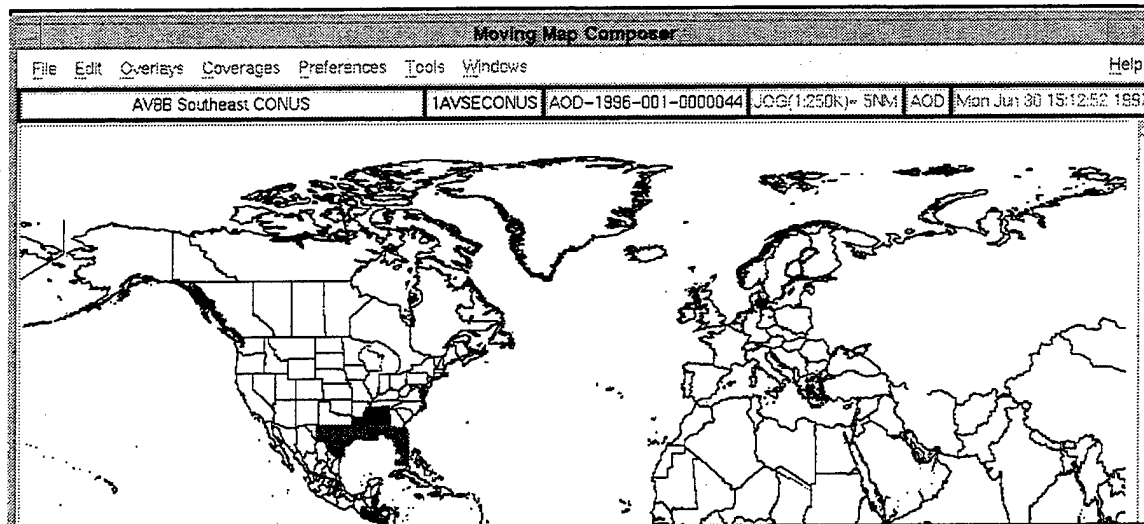 Moving Map Composer
File Edit Overlays Coverages Preferences Tools Windows Help
AV8B Southeast CONUS 1AVSECONUS AOD-1996-001-0000044 JOG(1:250K)= 5NM AOD Mon Jun 30 15:12:52 199